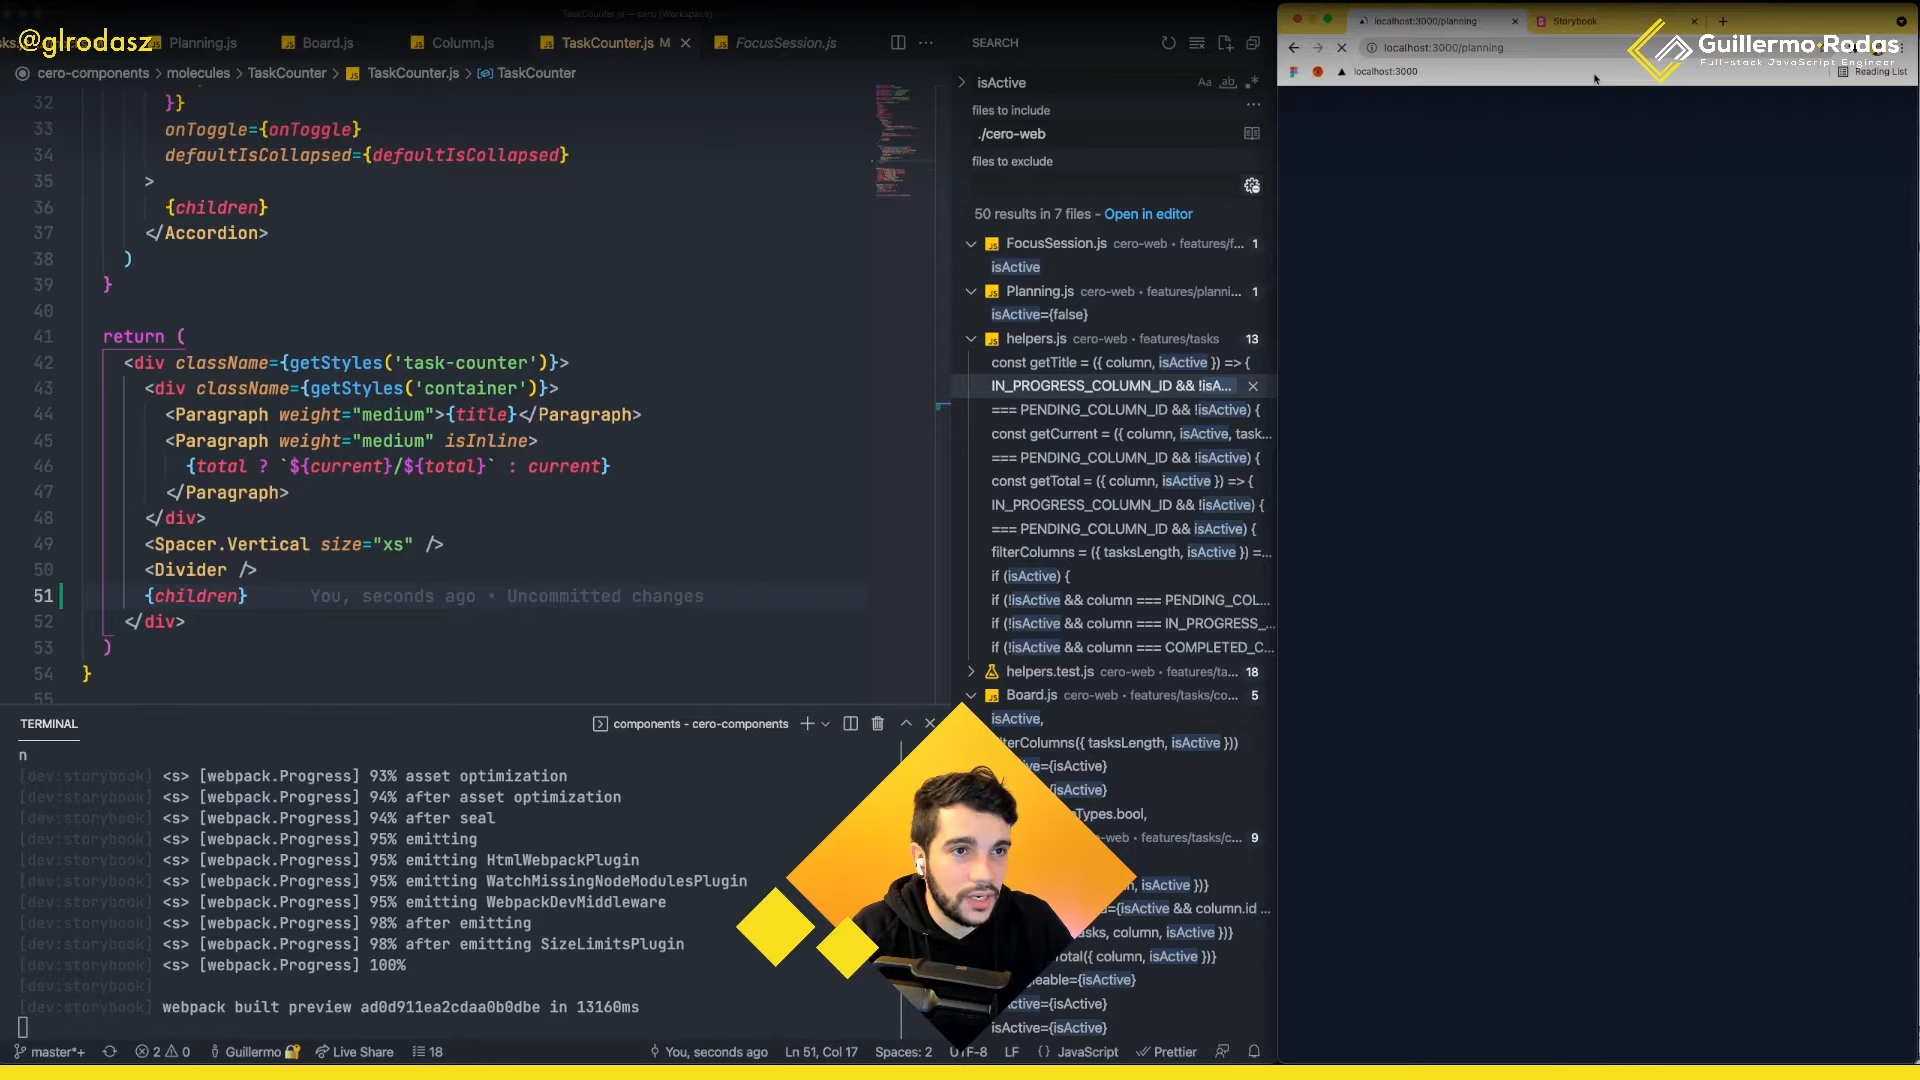 TaskCounter.js — cero (Workspace)
@glrodasz
Planning.js
Board.js
Column.js
TaskCounter.js M
FocusSession.js
cero-components › molecules › TaskCounter › TaskCounter.js › TaskCounter
32 }}
33 onToggle={onToggle}
34 defaultIsCollapsed={defaultIsCollapsed}
35 >
36 {children}
37 </Accordion>
38 )
39 }
40
41 return (
42 <div className={getStyles('task-counter')}>
43 <div className={getStyles('container')}>
44 <Paragraph weight="medium">{title}</Paragraph>
45 <Paragraph weight="medium" isInline>
46 {total ? `${current}/${total}` : current}
47 </Paragraph>
48 </div>
49 <Spacer.Vertical size="xs" />
50 <Divider />
51 {children} You, seconds ago • Uncommitted changes
52 </div>
53 )
54 }
55
TERMINAL
components - cero-components
n
[dev:storybook] <s> [webpack.Progress] 93% asset optimization
[dev:storybook] <s> [webpack.Progress] 94% after asset optimization
[dev:storybook] <s> [webpack.Progress] 94% after seal
[dev:storybook] <s> [webpack.Progress] 95% emitting
[dev:storybook] <s> [webpack.Progress] 95% emitting HtmlWebpackPlugin
[dev:storybook] <s> [webpack.Progress] 95% emitting WatchMissingNodeModulesPlugin
[dev:storybook] <s> [webpack.Progress] 95% emitting WebpackDevMiddleware
[dev:storybook] <s> [webpack.Progress] 98% after emitting
[dev:storybook] <s> [webpack.Progress] 98% after emitting SizeLimitsPlugin
[dev:storybook] <s> [webpack.Progress] 100%
[dev:storybook]
[dev:storybook] webpack built preview ad0d911ea2cdaa0b0dbe in 13160ms
master*+ 2 0 Guillermo Live Share 18 You, seconds ago Ln 51, Col 17 Spaces: 2 UTF-8 LF JavaScript Prettier
SEARCH
isActive
files to include
./cero-web
files to exclude
50 results in 7 files - Open in editor
FocusSession.js cero-web • features/f... 1
isActive
Planning.js cero-web • features/planni... 1
isActive={false}
helpers.js cero-web • features/tasks 13
const getTitle = ({ column, isActive }) => {
IN_PROGRESS_COLUMN_ID && !isA...
=== PENDING_COLUMN_ID && !isActive) {
const getCurrent = ({ column, isActive, task...
=== PENDING_COLUMN_ID && !isActive) {
const getTotal = ({ column, isActive }) => {
IN_PROGRESS_COLUMN_ID && !isActive) {
=== PENDING_COLUMN_ID && isActive) {
filterColumns = ({ tasksLength, isActive }) =...
if (isActive) {
if (!isActive && column === PENDING_COL...
if (!isActive && column === IN_PROGRESS_...
if (!isActive && column === COMPLETED_C...
helpers.test.js cero-web • features/ta... 18
Board.js cero-web • features/tasks/co... 5
isActive,
terColumns({ tasksLength, isActive }))
e={isActive}
isActive}
Types.bool,
eb • features/tasks/c... 9
isActive })}
={isActive && column.id ...
asks, column, isActive })}
otal({ column, isActive })}
eable={isActive}
ctive={isActive}
isActive={isActive}
localhost:3000/planning
Storybook
localhost:3000/planning
localhost:3000
Reading List
Guillermo Rodas
Full-stack JavaScript Engineer